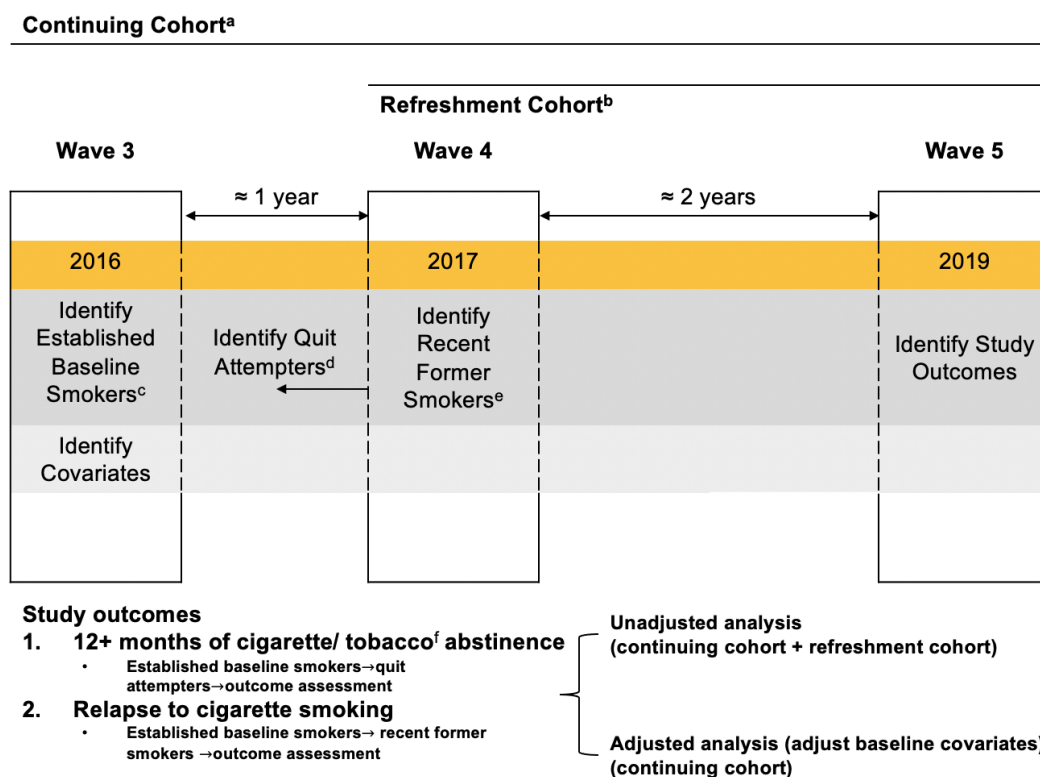 Continuing Cohortᵃ
Refreshment Cohortᵇ
Wave 3
Wave 4
Wave 5
≈ 1 year
≈ 2 years
2016
2017
2019
Identify
Established
Baseline
Smokersᶜ
Identify Quit
Attemptersᵈ
Identify
Recent
Former
Smokersᵉ
Identify Study
Outcomes
Identify
Covariates
Study outcomes
1. 12+ months of cigarette/ tobaccoᶠ abstinence
• Established baseline smokers→quit
attempters→outcome assessment
2. Relapse to cigarette smoking
• Established baseline smokers→ recent former
smokers →outcome assessment
Unadjusted analysis
(continuing cohort + refreshment cohort)
Adjusted analysis (adjust baseline covariates)
(continuing cohort)